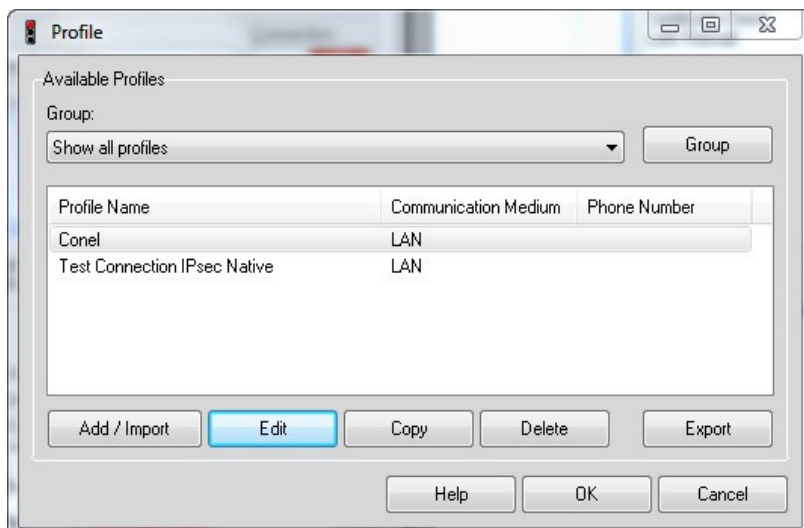 Profile
Available Profiles
Group:
Show all profiles
Group
Profile Name Communication Medium Phone Number
Conel LAN
Test Connection IPsec Native LAN
Add / Import Edit Copy Delete Export
Help OK Cancel